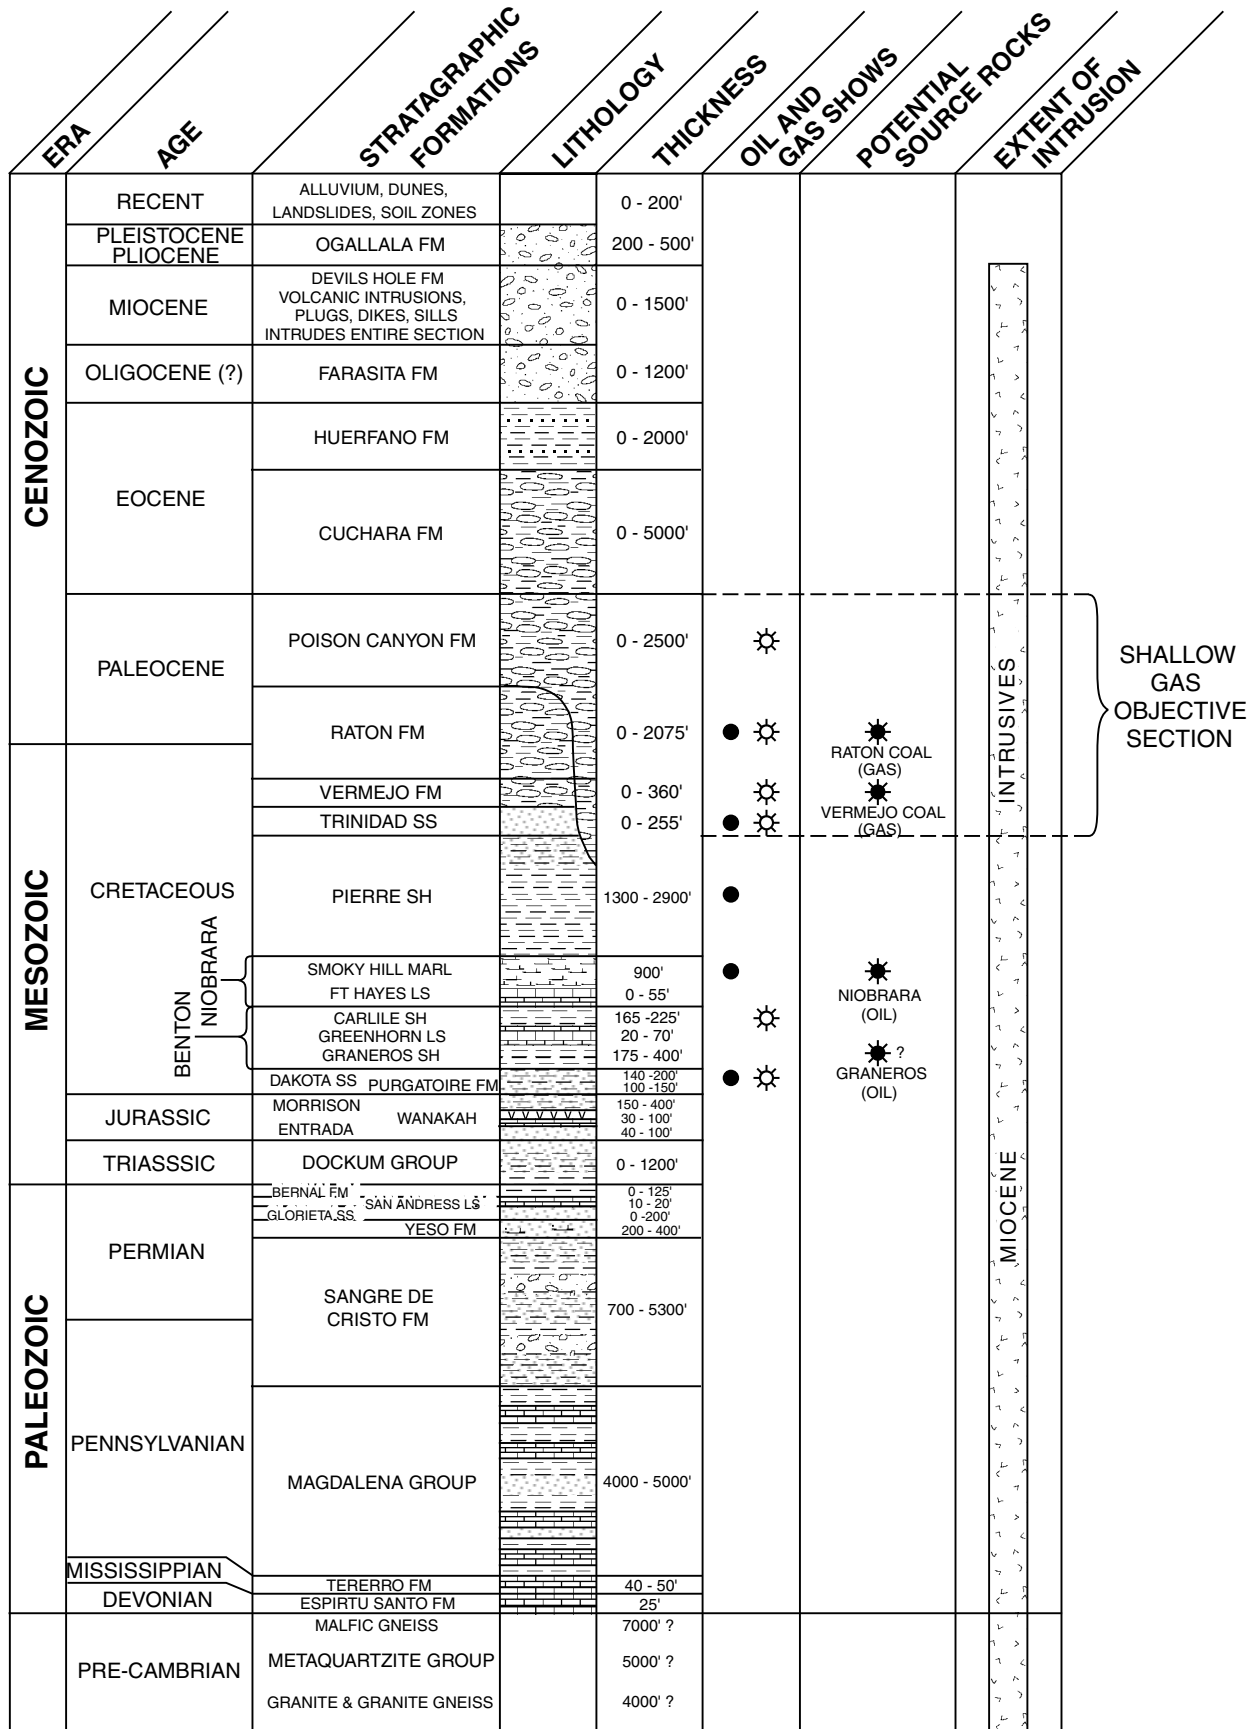 ERA
AGE
STRATAGRAPHIC
FORMATIONS
LITHOLOGY
THICKNESS
OIL AND
GAS SHOWS
POTENTIAL
SOURCE ROCKS
EXTENT OF
INTRUSION
CENOZOIC
RECENT
ALLUVIUM, DUNES,
LANDSLIDES, SOIL ZONES
0 - 200'
PLEISTOCENE
PLIOCENE
OGALLALA FM
200 - 500'
MIOCENE
DEVILS HOLE FM
VOLCANIC INTRUSIONS,
PLUGS, DIKES, SILLS
INTRUDES ENTIRE SECTION
0 - 1500'
OLIGOCENE (?)
FARASITA FM
0 - 1200'
EOCENE
HUERFANO FM
0 - 2000'
CUCHARA FM
0 - 5000'
PALEOCENE
POISON CANYON FM
0 - 2500'
RATON FM
0 - 2075'
RATON COAL
(GAS)
MESOZOIC
CRETACEOUS
VERMEJO FM
0 - 360'
VERMEJO COAL
(GAS)
TRINIDAD SS
0 - 255'
SHALLOW
GAS
OBJECTIVE
SECTION
INTRUSIVES
PIERRE SH
1300 - 2900'
NIOBRARA
SMOKY HILL MARL
900'
NIOBRARA
(OIL)
FT HAYES LS
0 - 55'
BENTON
CARLILE SH
165 -225'
GREENHORN LS
20 - 70'
GRANEROS SH
175 - 400'
?
GRANEROS
(OIL)
DAKOTA SS
PURGATOIRE FM
140 -200'
100 -150'
JURASSIC
MORRISON
WANAKAH
ENTRADA
150 - 400'
30 - 100'
40 - 100'
TRIASSSIC
DOCKUM GROUP
0 - 1200'
MIOCENE
PALEOZOIC
PERMIAN
BERNAL FM
0 - 125'
SAN ANDRESS LS
10 - 20'
GLORIETA SS
0 -200'
YESO FM
200 - 400'
SANGRE DE
CRISTO FM
700 - 5300'
PENNSYLVANIAN
MAGDALENA GROUP
4000 - 5000'
MISSISSIPPIAN
TERERRO FM
40 - 50'
DEVONIAN
ESPIRTU SANTO FM
25'
PRE-CAMBRIAN
MALFIC GNEISS
7000' ?
METAQUARTZITE GROUP
5000' ?
GRANITE & GRANITE GNEISS
4000' ?